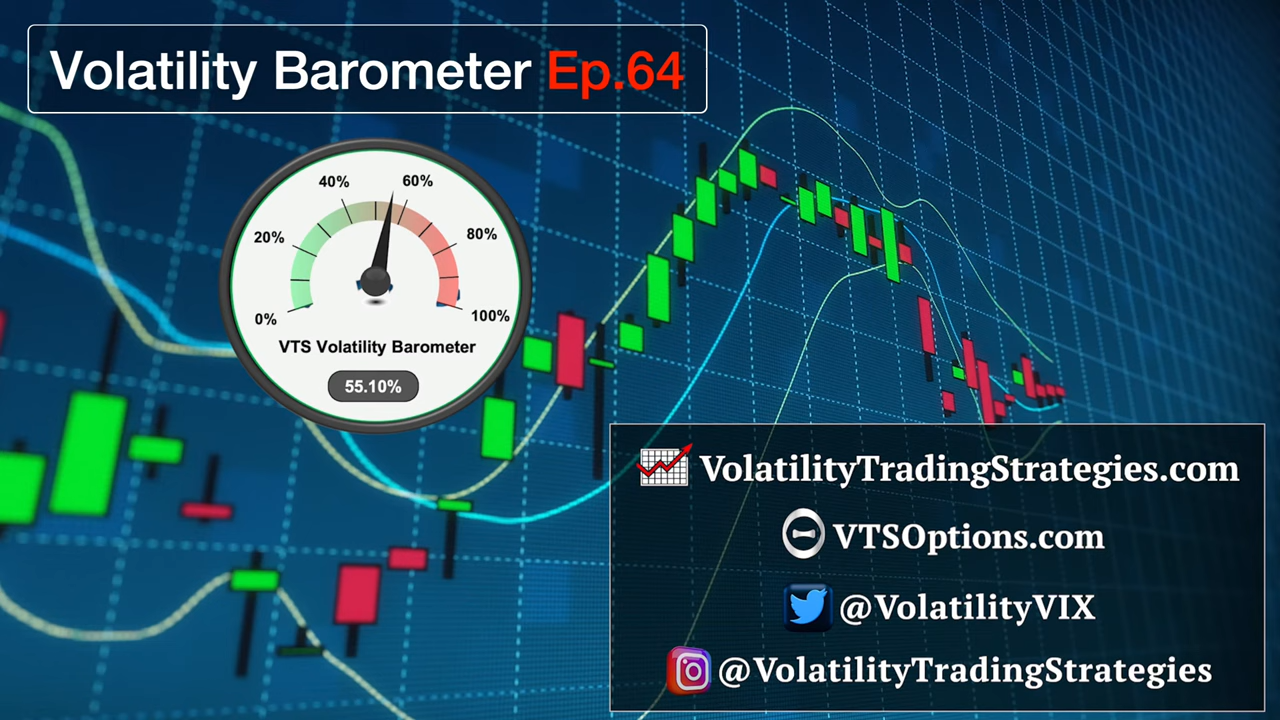 Volatility Barometer Ep.64
40% 60%
20% 80%
0% 100%
VTS Volatility Barometer
55.10%
VolatilityTradingStrategies.com
VTSOptions.com
@VolatilityVIX
@VolatilityTradingStrategies